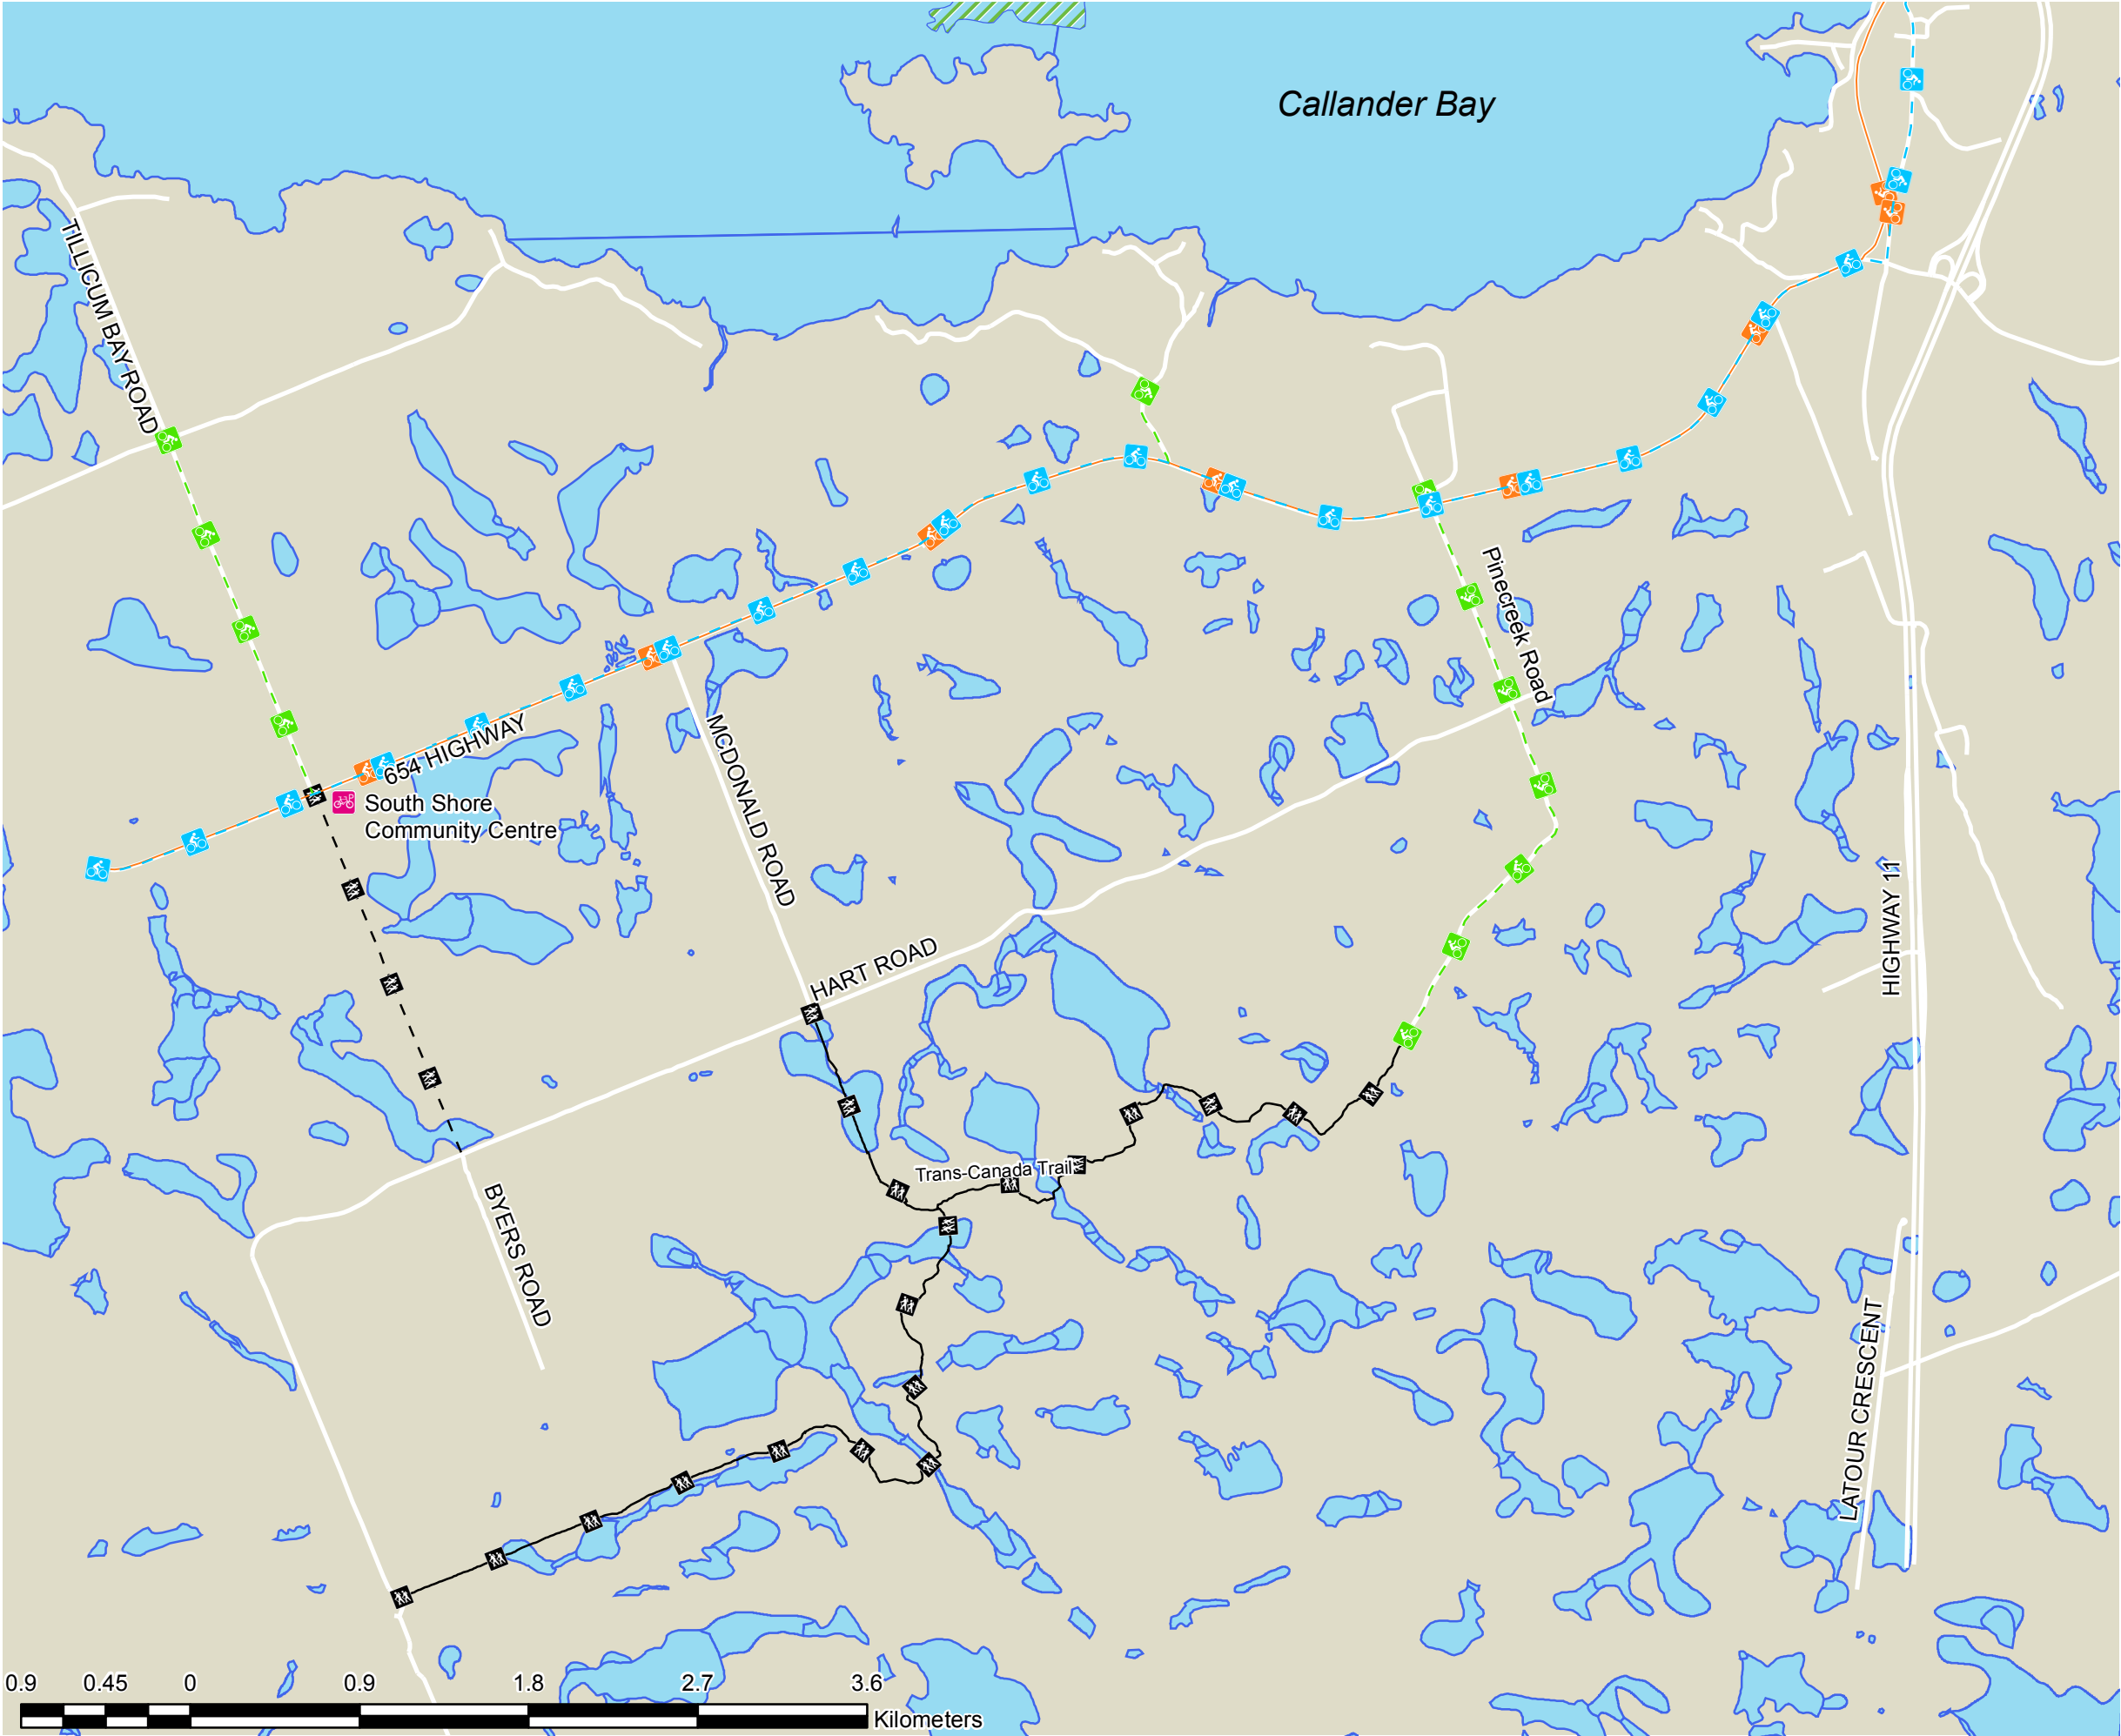 Callander Bay
TILLICUM BAY ROAD
Pinecreek Road
654 HIGHWAY
MCDONALD ROAD
South Shore
Community Centre
HIGHWAY 11
HART ROAD
Trans-Canada Trail
BYERS ROAD
LATOUR CRESCENT
0.9 0.45 0 0.9 1.8 2.7 3.6
Kilometers